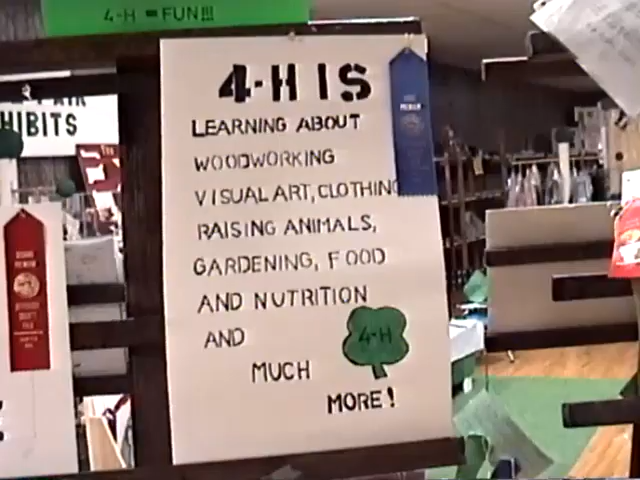 4-H = FUN!!!
4-H IS
LEARNING ABOUT
WOODWORKING
VISUAL ART, CLOTHING
RAISING ANIMALS,
GARDENING, FOOD
AND NUTRITION
AND
4-H
MUCH
MORE!
HIBITS